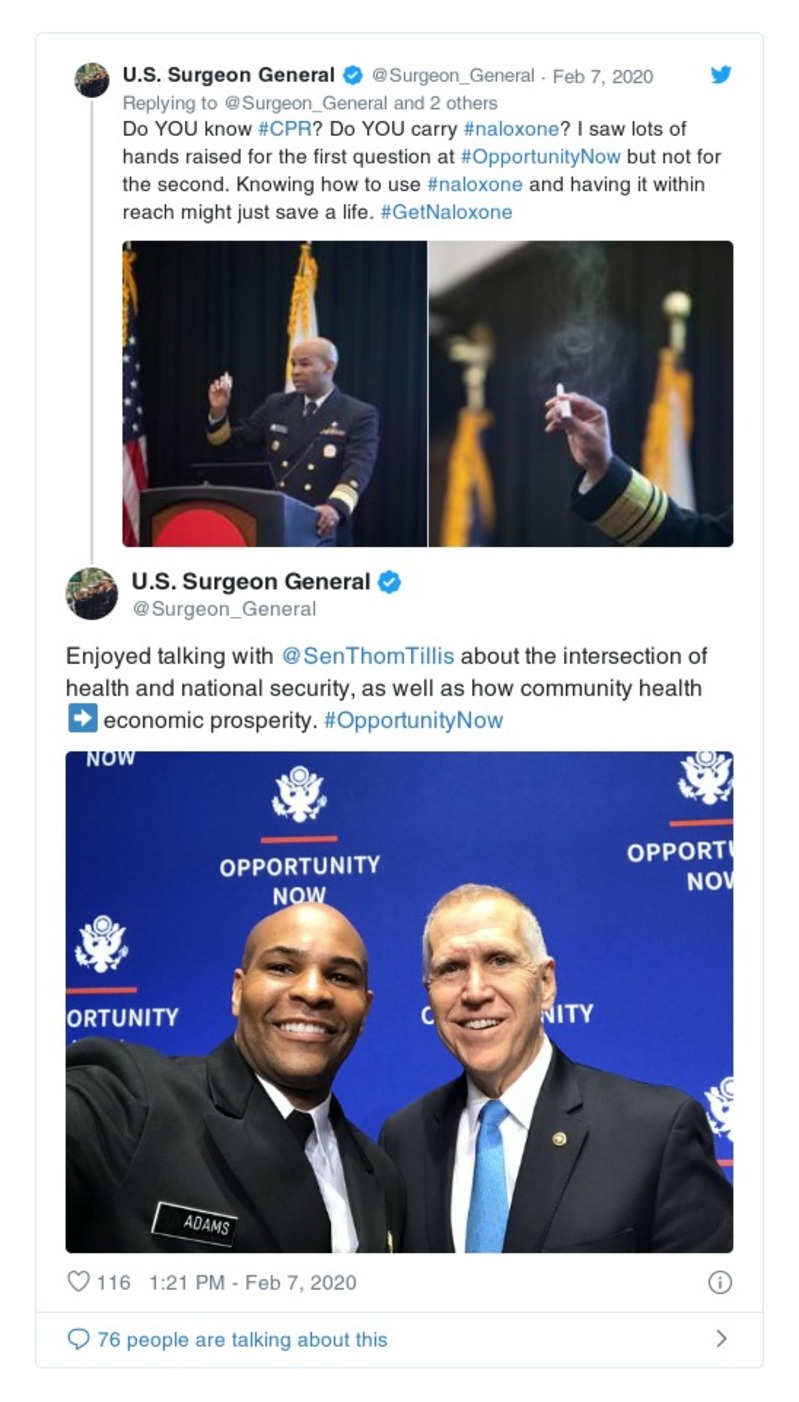 U.S. Surgeon General @Surgeon_General · Feb 7, 2020
Replying to @Surgeon_General and 2 others
Do YOU know #CPR? Do YOU carry #naloxone? I saw lots of
hands raised for the first question at #OpportunityNow but not for
the second. Knowing how to use #naloxone and having it within
reach might just save a life. #GetNaloxone
U.S. Surgeon General
@Surgeon_General
Enjoyed talking with @SenThomTillis about the intersection of
health and national security, as well as how community health
➡ economic prosperity. #OpportunityNow
NOW
OPPORTUNITY
NOW
OPPORTU
NOW
ORTUNITY
O NITY
ADAMS
116 1:21 PM - Feb 7, 2020
76 people are talking about this